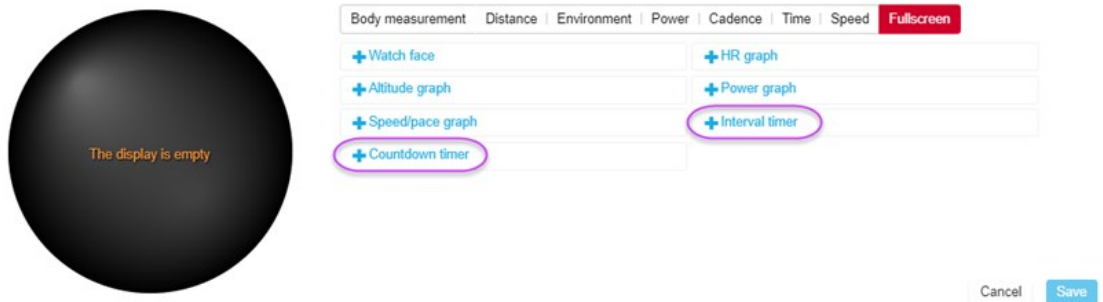 Body measurement Distance Environment Power Cadence Time Speed Fullscreen
Watch face HR graph
Altitude graph Power graph
Speed/pace graph Interval timer
The display is empty
Countdown timer
Cancel Save